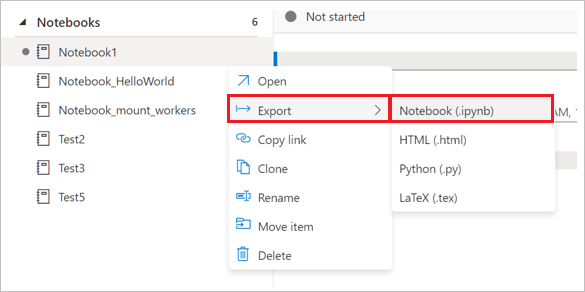 Notebooks 6
Not started
Notebook1
Notebook_HelloWorld
Notebook_mount_workers
Test2
Test3
Test5
Open
Export
Copy link
Clone
Rename
Move item
Delete
Notebook (.ipynb)
HTML (.html)
Python (.py)
LaTeX (.tex)
AM, 1